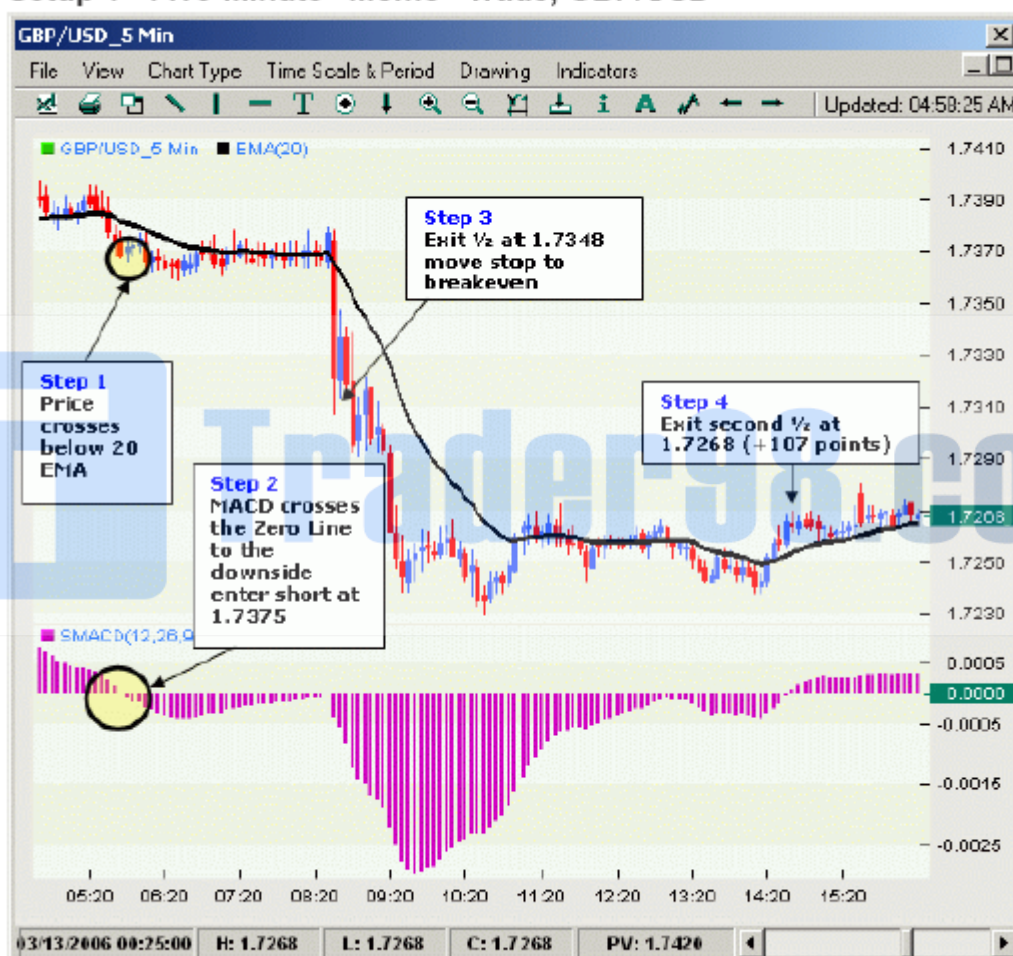 GBP/USD_5 Min
File View Chart Type Time Scale & Period Drawing Indicators
T i A Updated: 04:58:25 AM
GBP/USD_5 Min EMA(20)
1.7410
1.7390
1.7370
1.7350
1.7330
1.7310
1.7290
1.7268
1.7250
1.7230
Step 3
Exit ½ at 1.7348
move stop to
breakeven
Step 1
Price
crosses
below 20
EMA
Step 4
Exit second ½ at
1.7268 (+107 points)
Step 2
MACD crosses
the Zero Line
to the
downside
enter short at
1.7375
Trader98.co
SMACD(12,26,9
0.0005
0.0000
-0.0005
-0.0015
-0.0025
05:20 06:20 07:20 08:20 09:20 10:20 11:20 12:20 13:20 14:20 15:20
03/13/2006 00:25:00 H: 1.7268 L: 1.7268 C: 1.7268 PV: 1.7420